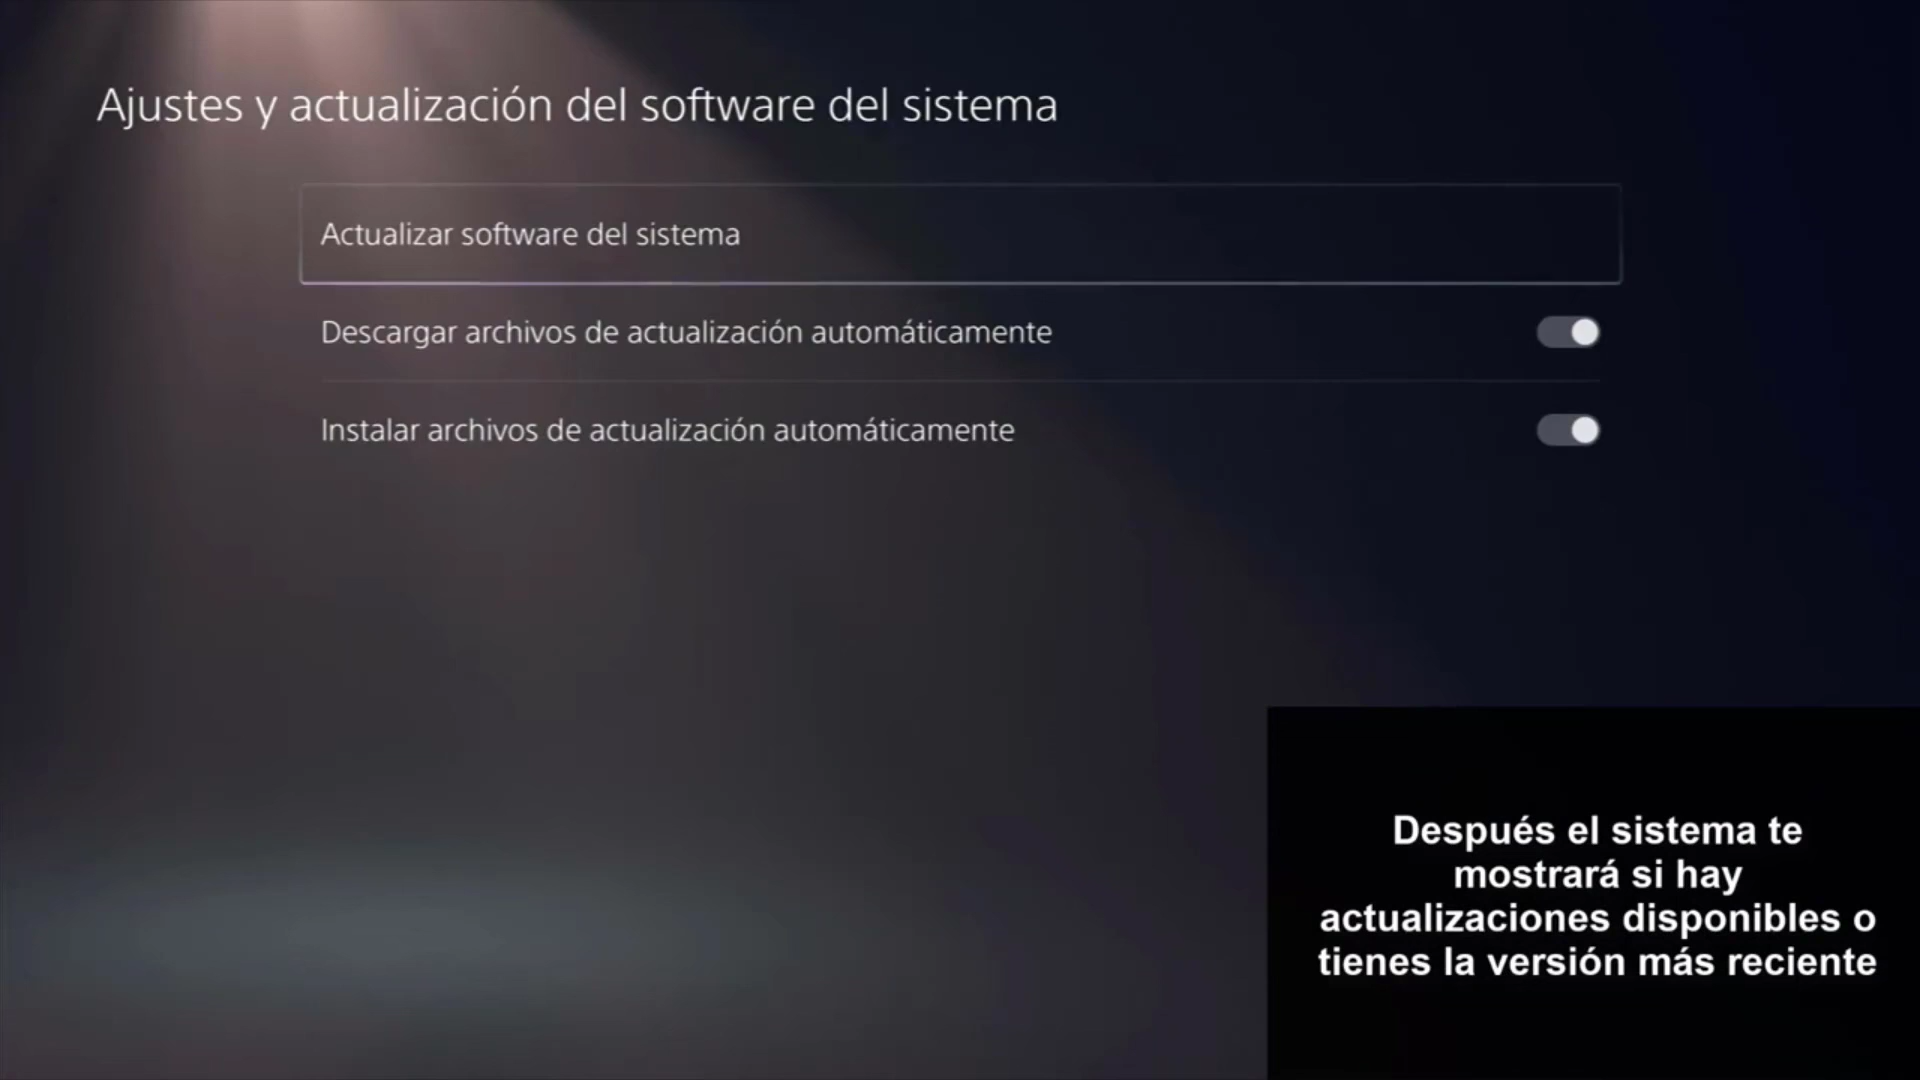 Ajustes y actualización del software del sistema
Actualizar software del sistema
Descargar archivos de actualización automáticamente
Instalar archivos de actualización automáticamente
Después el sistema te
mostrará si hay
actualizaciones disponibles o
tienes la versión más reciente